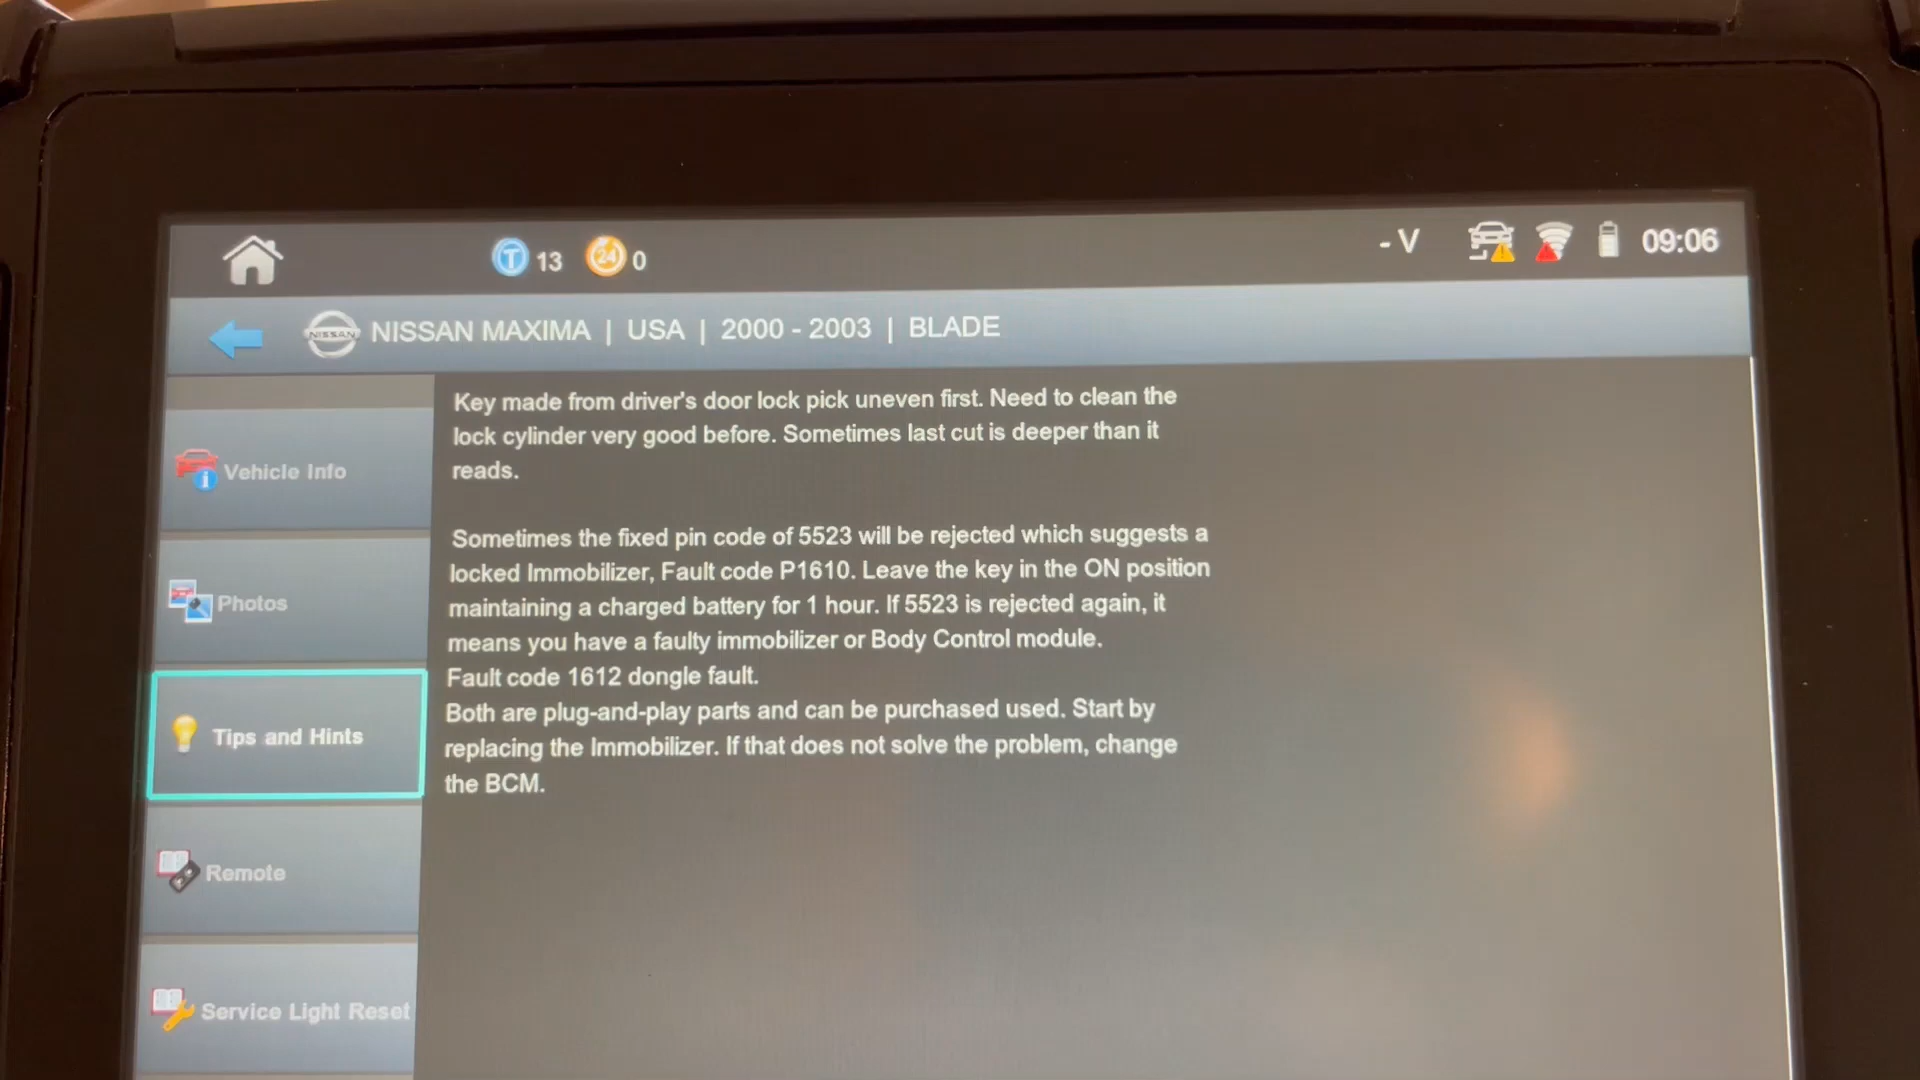 T 13 24 0 - V 09:06
NISSAN NISSAN MAXIMA | USA | 2000 - 2003 | BLADE
Key made from driver's door lock pick uneven first. Need to clean the
lock cylinder very good before. Sometimes last cut is deeper than it
reads.
Sometimes the fixed pin code of 5523 will be rejected which suggests a
locked Immobilizer, Fault code P1610. Leave the key in the ON position
maintaining a charged battery for 1 hour. If 5523 is rejected again, it
means you have a faulty immobilizer or Body Control module.
Fault code 1612 dongle fault.
Both are plug-and-play parts and can be purchased used. Start by
replacing the Immobilizer. If that does not solve the problem, change
the BCM.
Vehicle Info
Photos
Tips and Hints
Remote
Service Light Reset